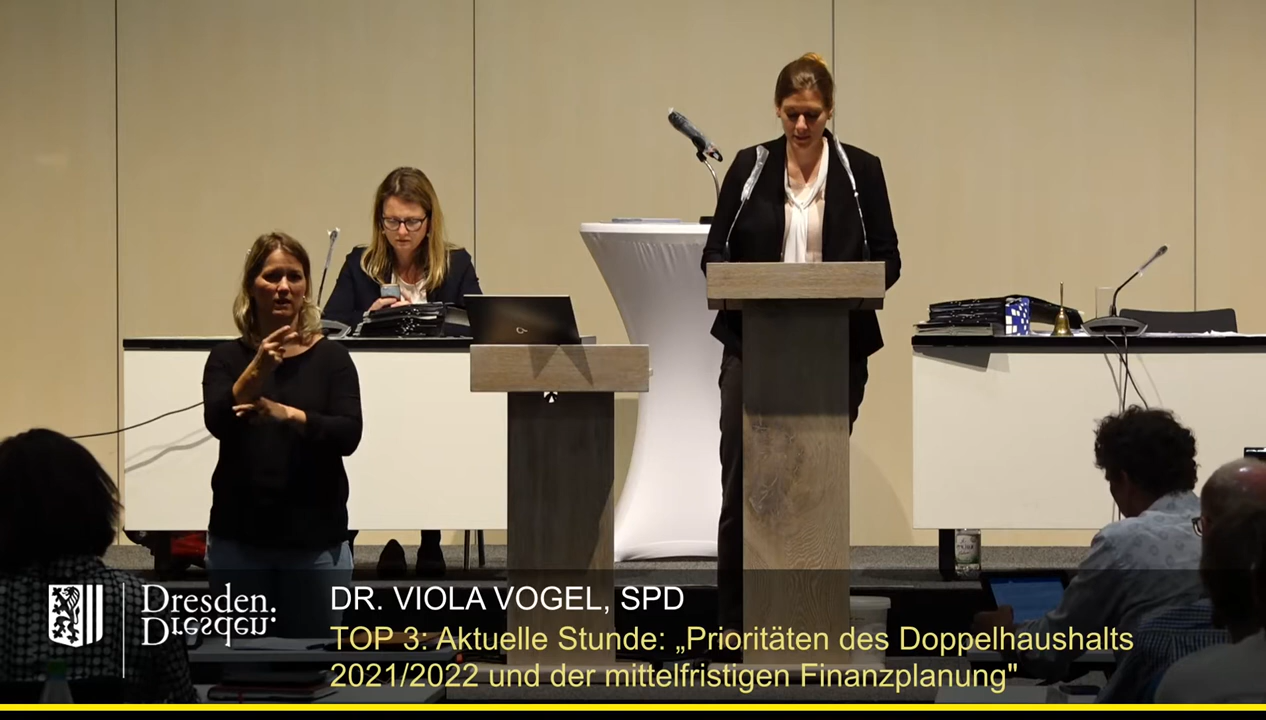 Dresden.
Dresden.
DR. VIOLA VOGEL, SPD
TOP 3: Aktuelle Stunde: „Prioritäten des Doppelhaushalts
2021/2022 und der mittelfristigen Finanzplanung"